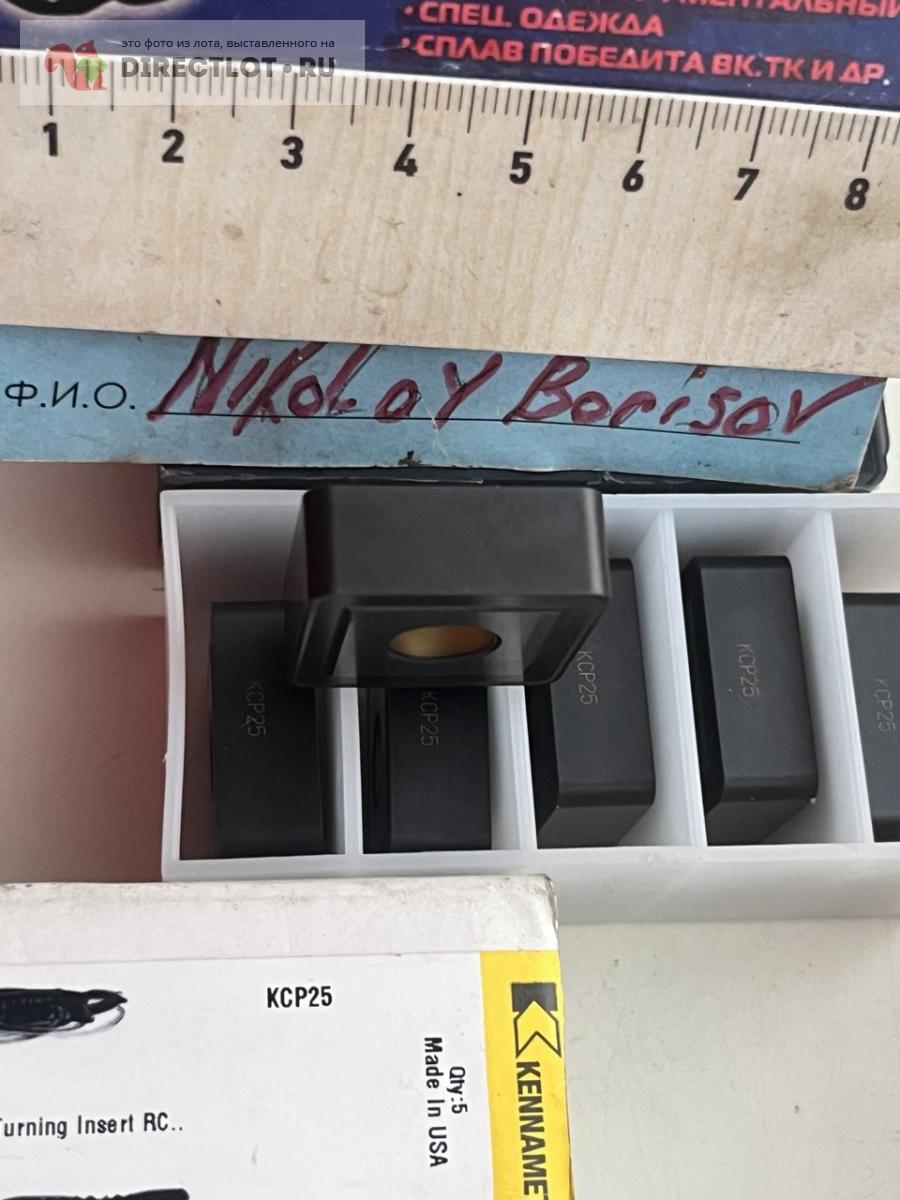 • СПЕЦ. ОДЕЖДА
• СПЛАВ ПОБЕДИТА ВК.ТК И ДР.
это фото из лота, выставленного на
DIRECTLOT.RU
1 2 3 4 5 6 7 8
Ф.И.О. Nikolay Borisov
KCP25
KCP25
KCP25
KCP25
KCP25
KCP25
Qty:5
Made In USA
Turning Insert RC..
KENNAMET